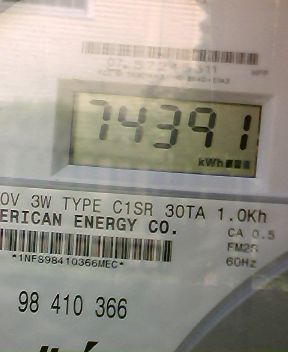 74391
kWh
0V 3W TYPE C1SR 30TA 1.0Kh
ERICAN ENERGY CO.
CA 0.5
FM2S
*1NFS98410366MEC*
60Hz
98 410 366